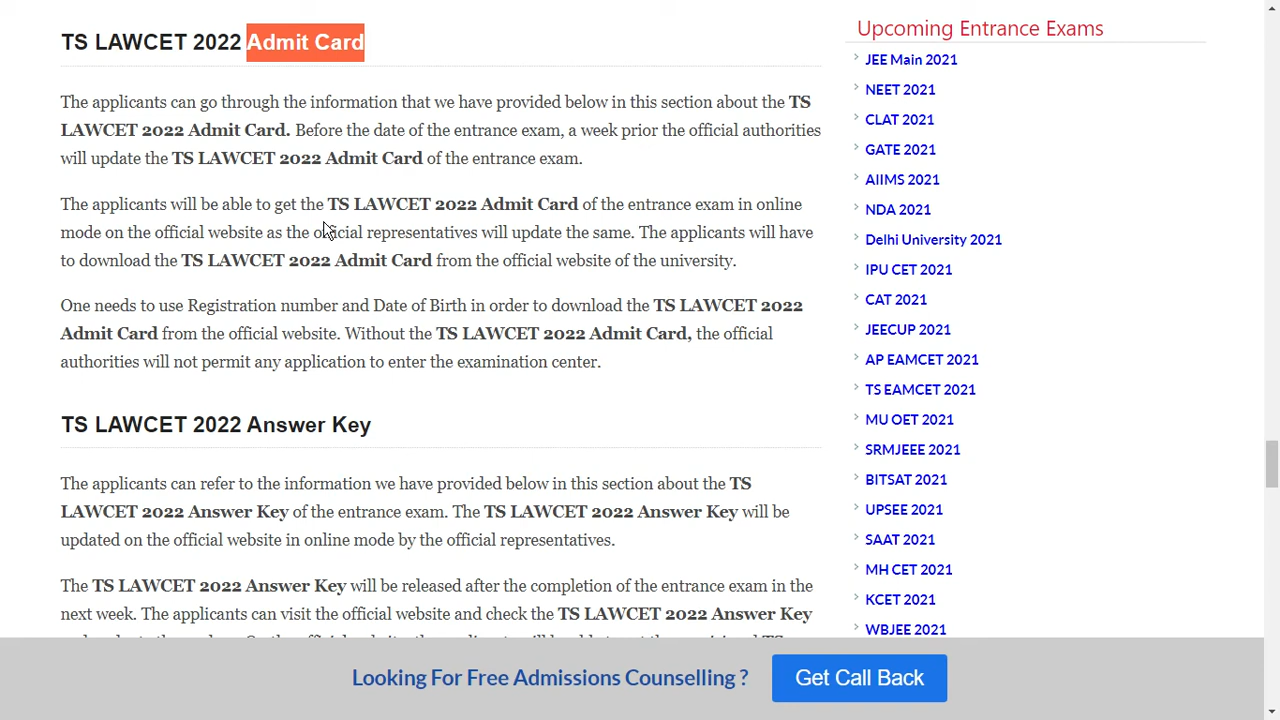 TS LAWCET 2022 Admit Card
The applicants can go through the information that we have provided below in this section about the TS
LAWCET 2022 Admit Card. Before the date of the entrance exam, a week prior the official authorities
will update the TS LAWCET 2022 Admit Card of the entrance exam.
The applicants will be able to get the TS LAWCET 2022 Admit Card of the entrance exam in online
mode on the official website as the official representatives will update the same. The applicants will have
to download the TS LAWCET 2022 Admit Card from the official website of the university.
One needs to use Registration number and Date of Birth in order to download the TS LAWCET 2022
Admit Card from the official website. Without the TS LAWCET 2022 Admit Card, the official
authorities will not permit any application to enter the examination center.
TS LAWCET 2022 Answer Key
The applicants can refer to the information we have provided below in this section about the TS
LAWCET 2022 Answer Key of the entrance exam. The TS LAWCET 2022 Answer Key will be
updated on the official website in online mode by the official representatives.
The TS LAWCET 2022 Answer Key will be released after the completion of the entrance exam in the
next week. The applicants can visit the official website and check the TS LAWCET 2022 Answer Key
Upcoming Entrance Exams
JEE Main 2021
NEET 2021
CLAT 2021
GATE 2021
AIIMS 2021
NDA 2021
Delhi University 2021
IPU CET 2021
CAT 2021
JEECUP 2021
AP EAMCET 2021
TS EAMCET 2021
MU OET 2021
SRMJEEE 2021
BITSAT 2021
UPSEE 2021
SAAT 2021
MH CET 2021
KCET 2021
WBJEE 2021
Looking For Free Admissions Counselling ?
Get Call Back